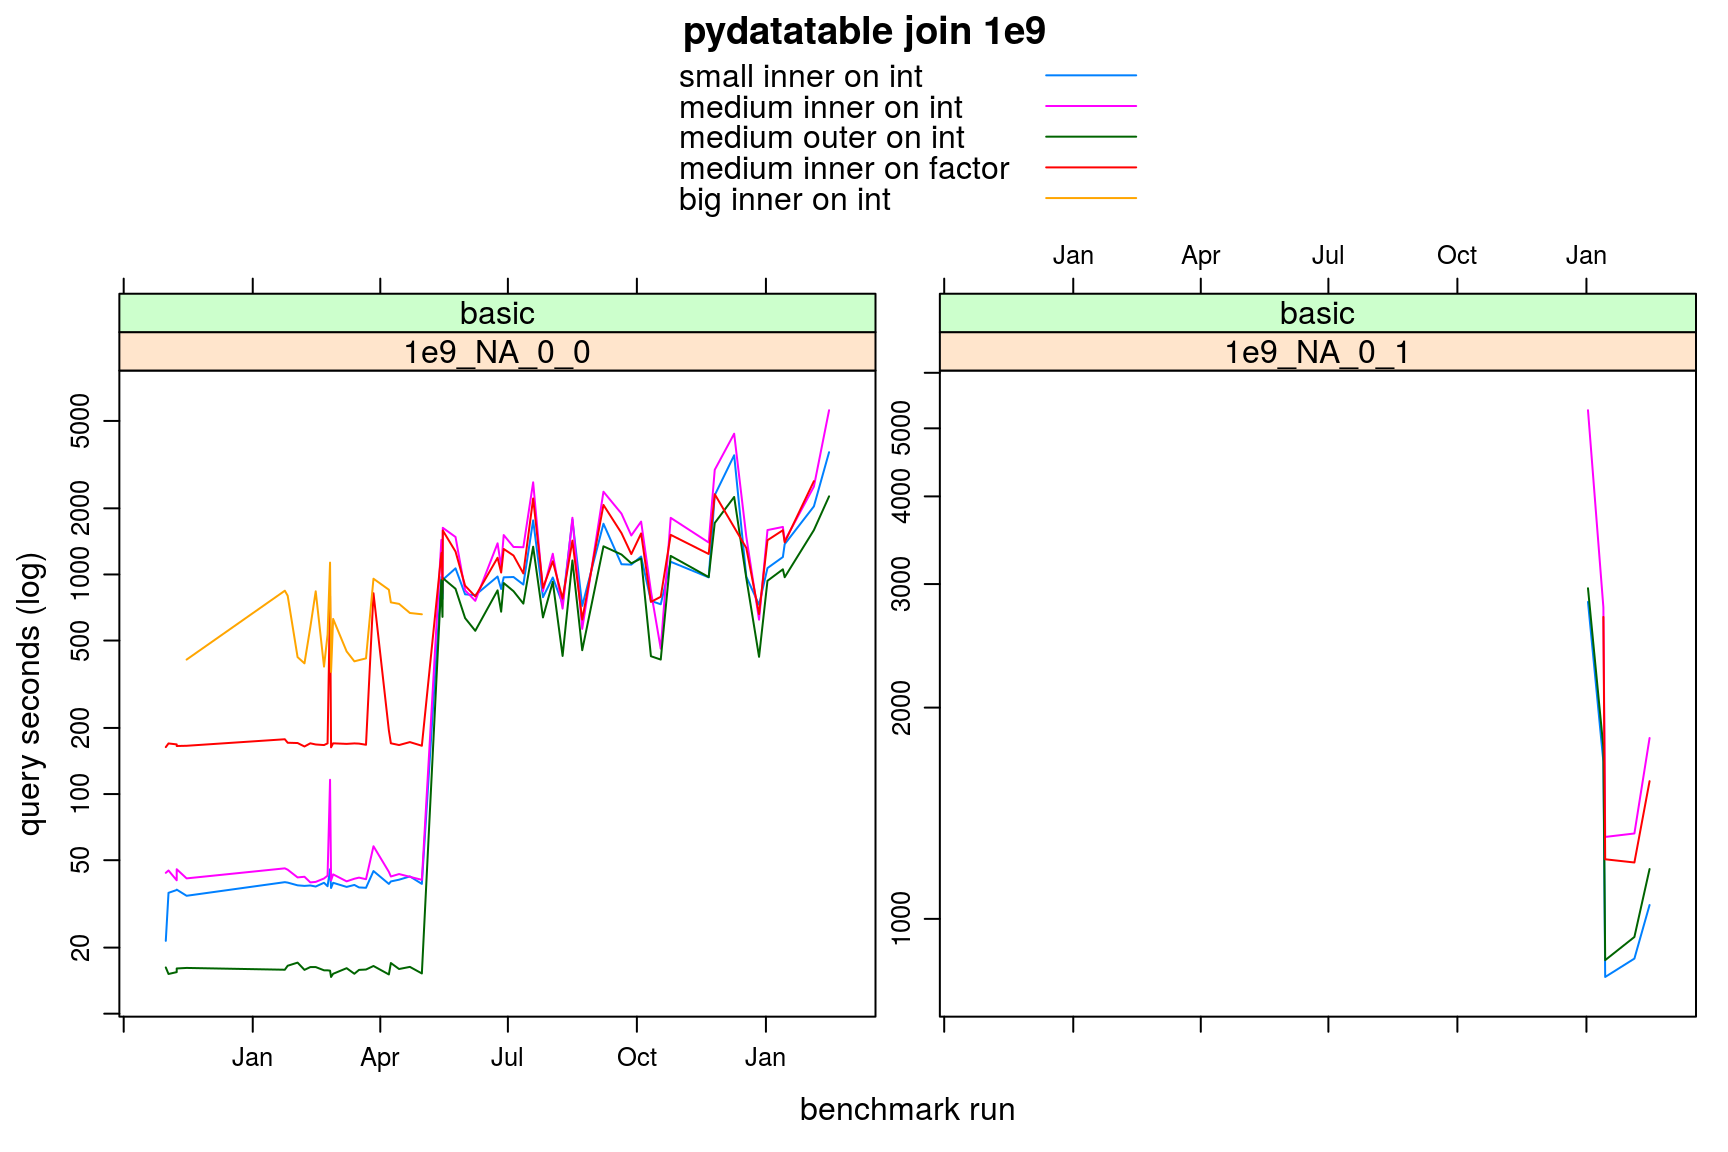 pydatatable join 1e9
small inner on int
medium inner on int
medium outer on int
medium inner on factor
big inner on int
Jan Apr Jul Oct Jan
basic basic
1e9_NA_0_0 1e9_NA_0_1
query seconds (log)
5000
2000
1000
500
200
100
50
20
5000
4000
3000
2000
1000
Jan Apr Jul Oct Jan
benchmark run